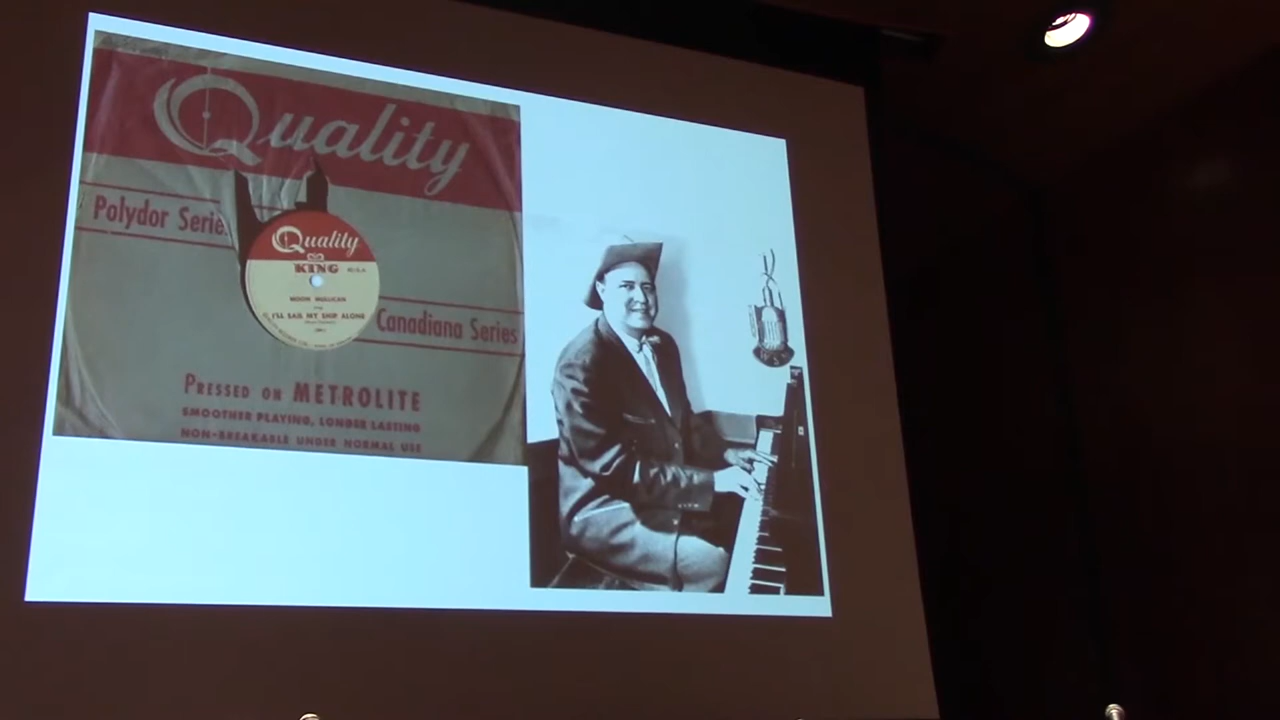 Quality
Polydor Serie
Quality
KING
MOON MULLICAN
I'LL SAIL MY SHIP ALONE
Canadiana Series
PRESSED ON METROLITE
SMOOTHER PLAYING, LONGER LASTING
NON-BREAKABLE UNDER NORMAL USE